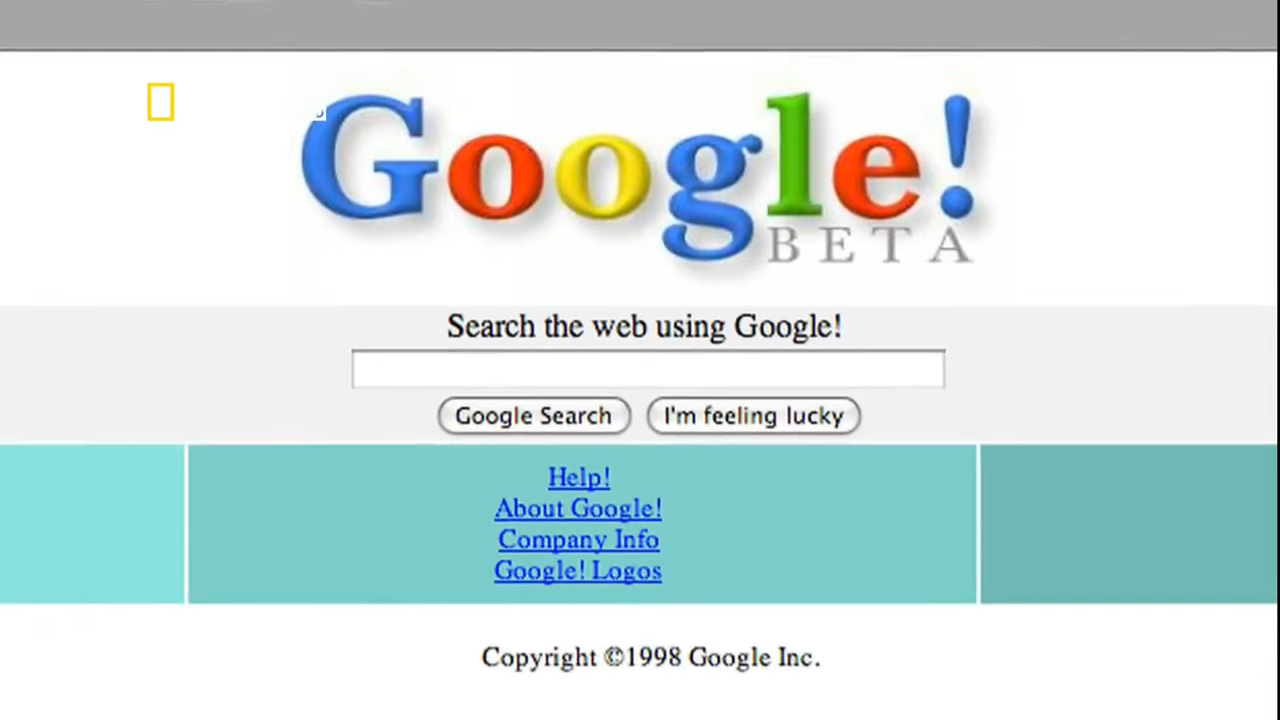 Google!
BETA
Search the web using Google!
Google Search I'm feeling lucky
Help!
About Google!
Company Info
Google! Logos
Copyright ©1998 Google Inc.